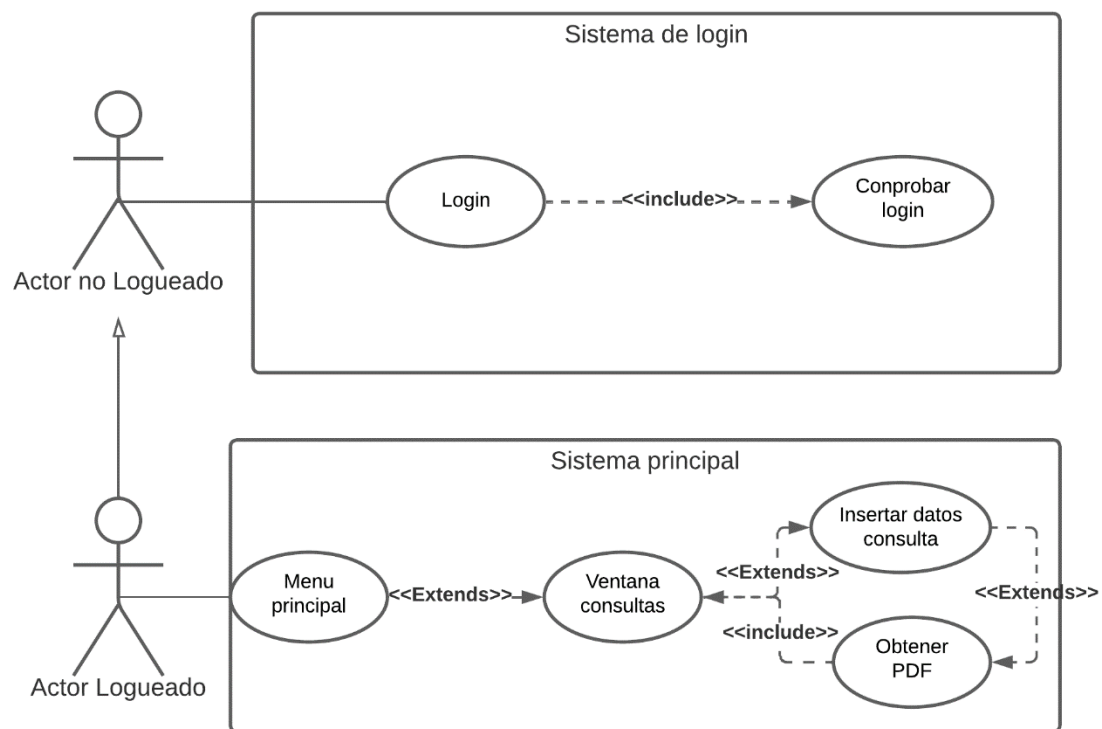 Sistema de login
Login
<<include>>
Conprobar
login
Actor no Logueado
Sistema principal
Menu
principal
<<Extends>>
Ventana
consultas
<<Extends>>
<<include>>
Insertar datos
consulta
<<Extends>>
Obtener
PDF
Actor Logueado